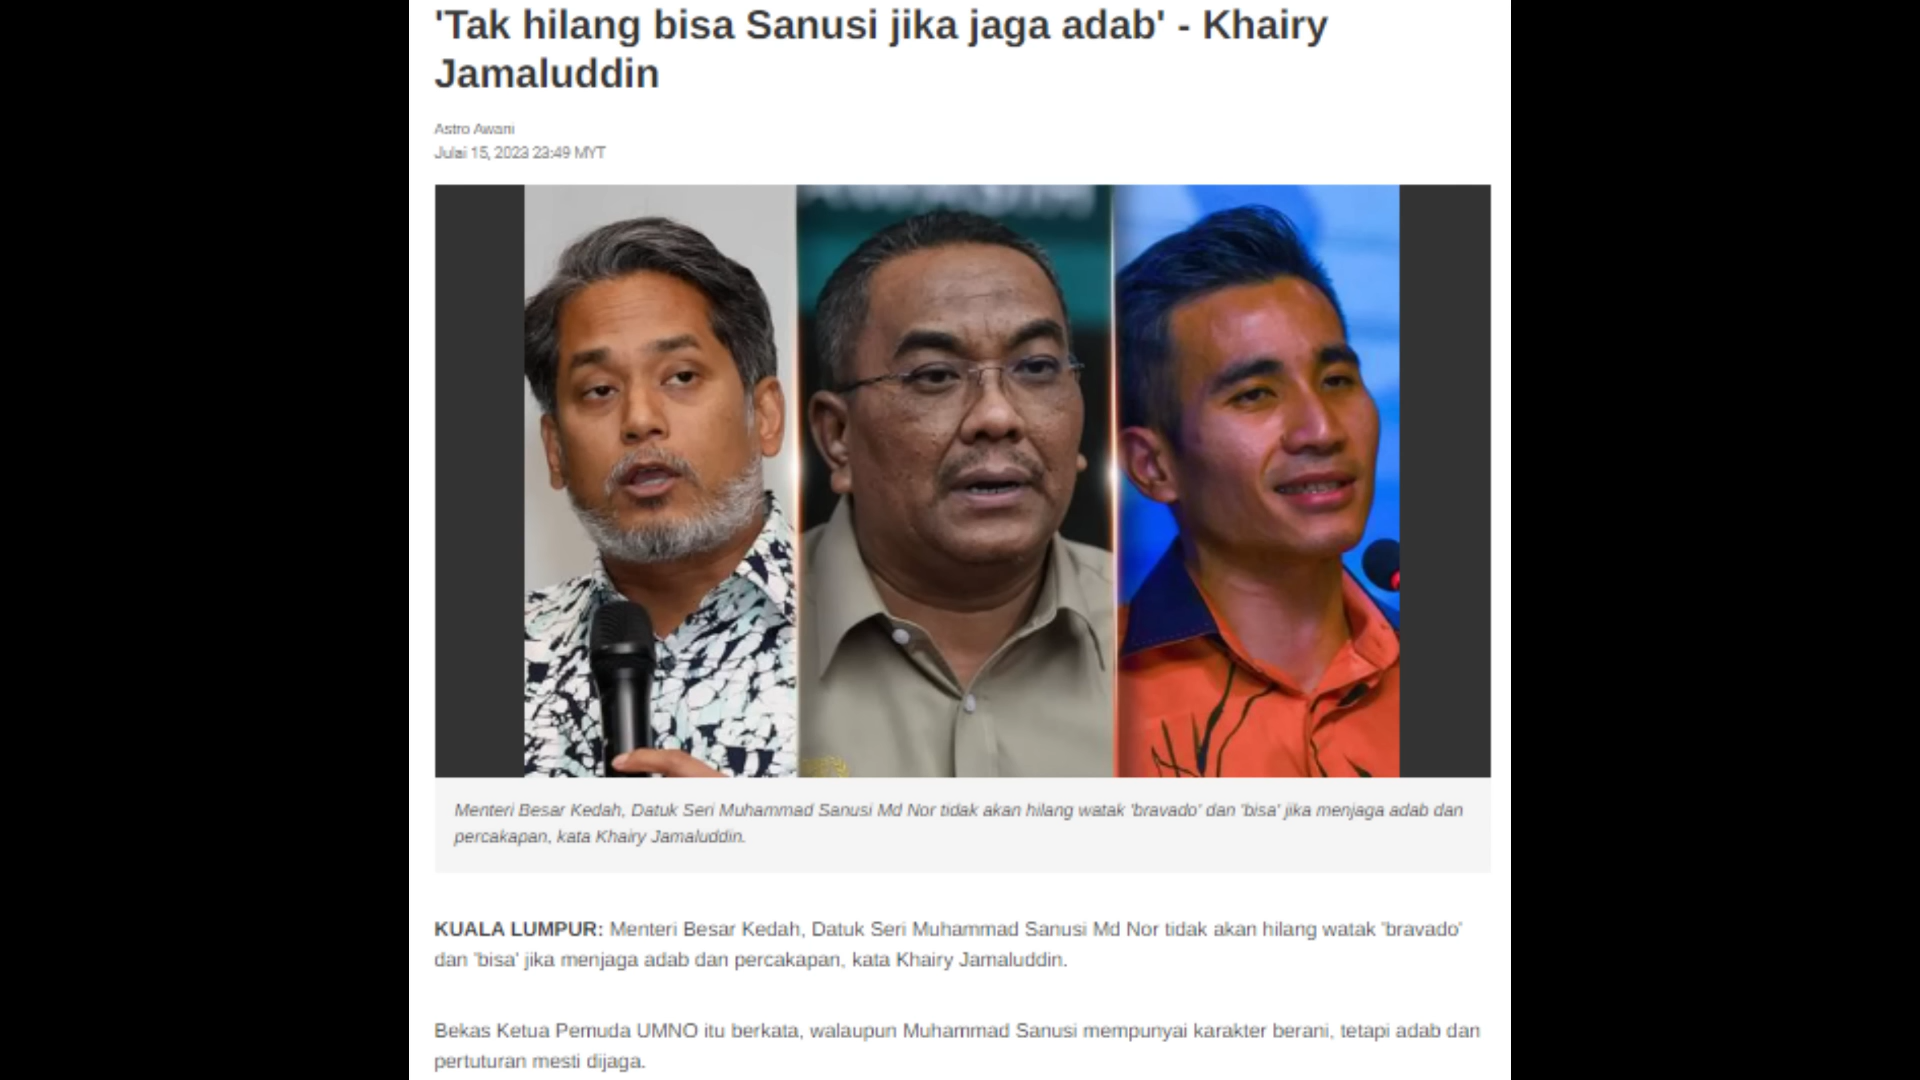 'Tak hilang bisa Sanusi jika jaga adab' - Khairy
Jamaluddin
Astro Awani
Julai 15, 2023 23:49 MYT
Menteri Besar Kedah, Datuk Seri Muhammad Sanusi Md Nor tidak akan hilang watak 'bravado' dan 'bisa' jika menjaga adab dan
percakapan, kata Khairy Jamaluddin.
KUALA LUMPUR: Menteri Besar Kedah, Datuk Seri Muhammad Sanusi Md Nor tidak akan hilang watak 'bravado'
dan 'bisa' jika menjaga adab dan percakapan, kata Khairy Jamaluddin.
Bekas Ketua Pemuda UMNO itu berkata, walaupun Muhammad Sanusi mempunyai karakter berani, tetapi adab dan
pertuturan mesti dijaga.